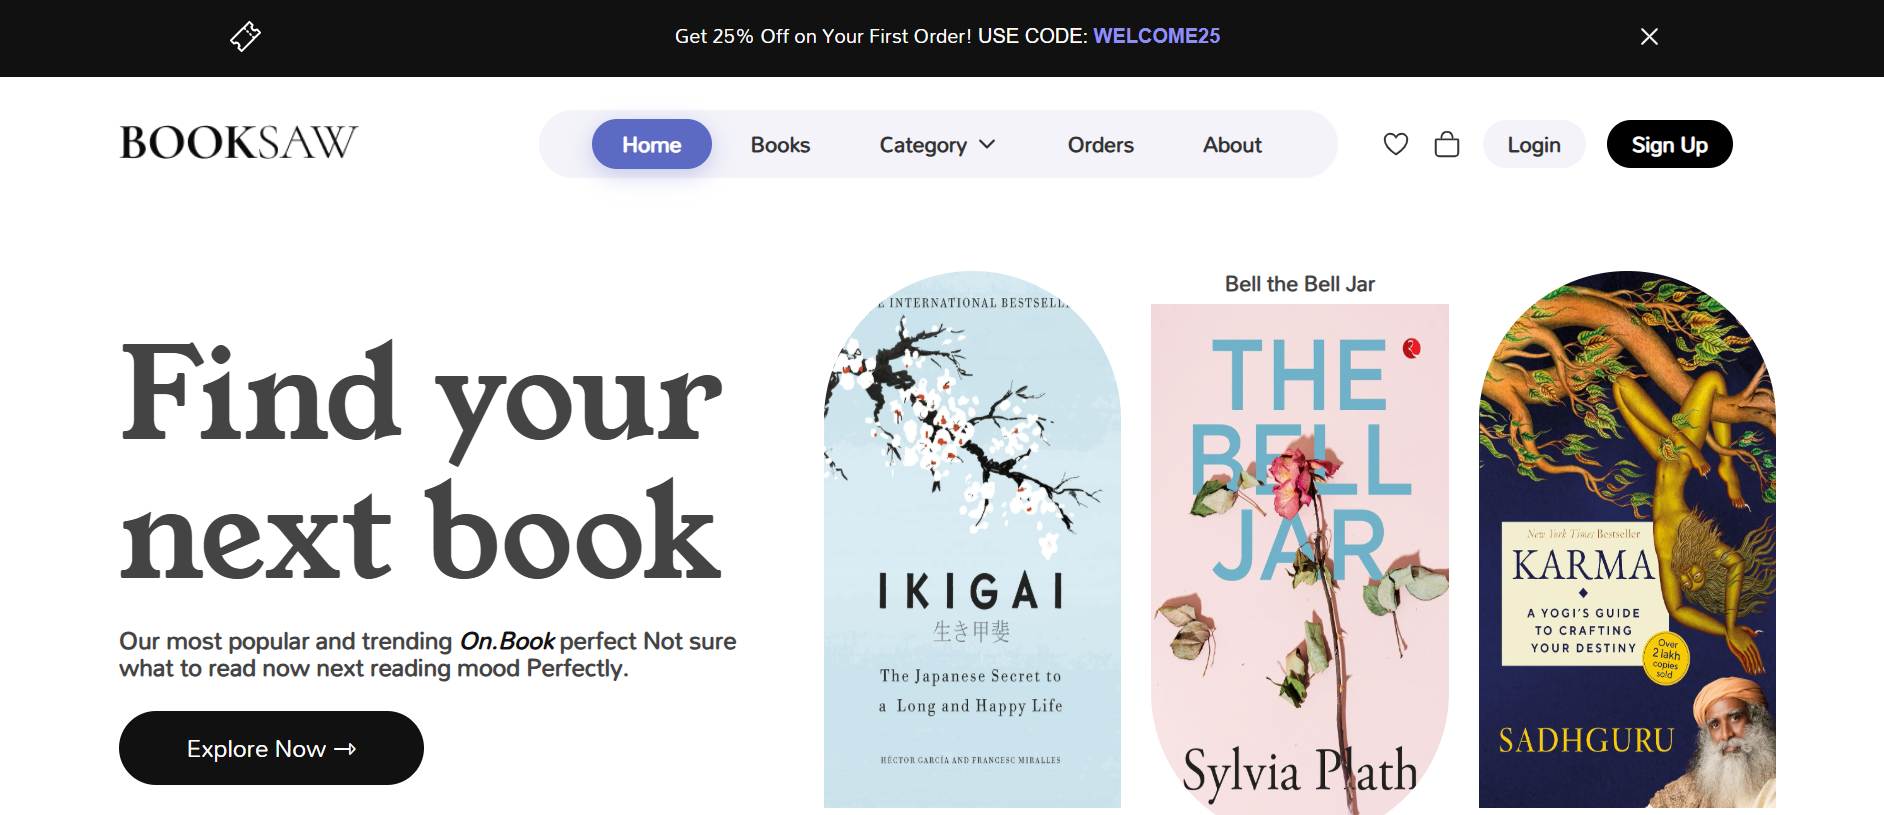 Get 25% Off on Your First Order! USE CODE: WELCOME25
BOOKSAW
Home
Books
Category
Orders
About
Login
Sign Up
Find your
next book
Our most popular and trending On.Book perfect Not sure
what to read now next reading mood Perfectly.
Explore Now
INTERNATIONAL
IKIGAI
生き甲斐
The Japanese Secret to
a Long and Happy Life
HÉCTOR GARCÍA AND FRANCESC MIRALLES
Bell the Bell Jar
THE
BELL
JAR
Sylvia Plath
New York Times Bestseller
KARMA
A YOGI'S GUIDE
TO CRAFTING
YOUR DESTINY
Over
2 lakh
copies
sold
SADHGURU